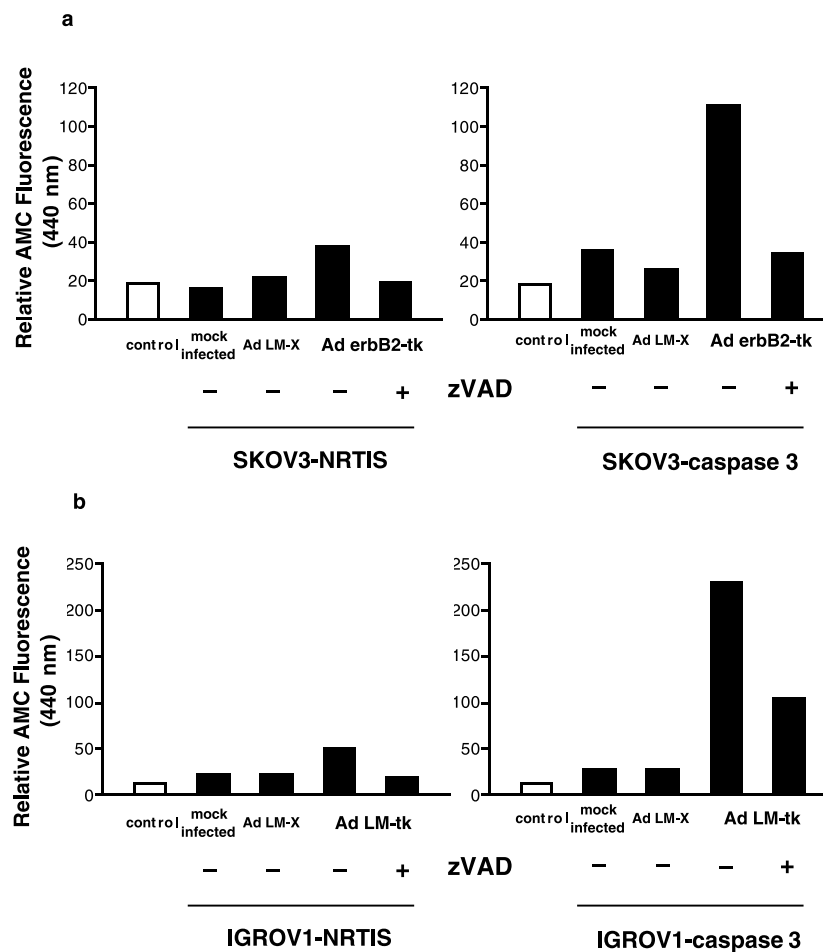 a
Relative AMC Fluorescence
(440 nm)
120
100
80
60
40
20
0
control
mock
infected
Ad LM-X
Ad erbB2-tk
–
–
–
+
SKOV3-NRTIS
zVAD
120
100
80
60
40
20
0
control
mock
infected
Ad LM-X
Ad erbB2-tk
–
–
–
+
SKOV3-caspase 3
b
Relative AMC Fluorescence
(440 nm)
250
200
150
100
50
0
control
mock
infected
Ad LM-X
Ad LM-tk
–
–
–
+
IGROV1-NRTIS
zVAD
250
200
150
100
50
0
control
mock
infected
Ad LM-X
Ad LM-tk
–
–
–
+
IGROV1-caspase 3